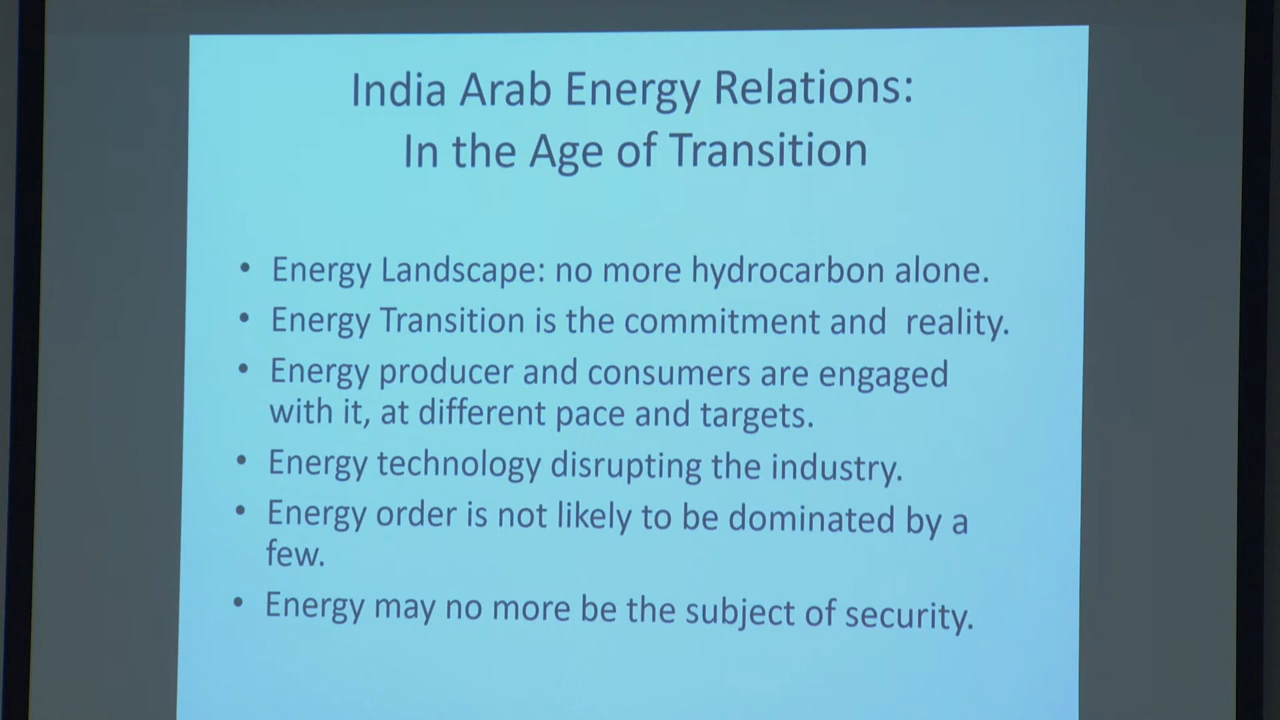 India Arab Energy Relations:
In the Age of Transition
• Energy Landscape: no more hydrocarbon alone.
• Energy Transition is the commitment and reality.
• Energy producer and consumers are engaged
with it, at different pace and targets.
• Energy technology disrupting the industry.
• Energy order is not likely to be dominated by a
few.
• Energy may no more be the subject of security.